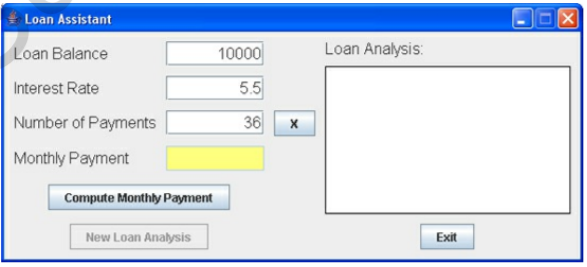 Loan Assistant
Loan Balance 10000
Loan Analysis:
Interest Rate 5.5
Number of Payments 36 X
Monthly Payment
Compute Monthly Payment
New Loan Analysis
Exit